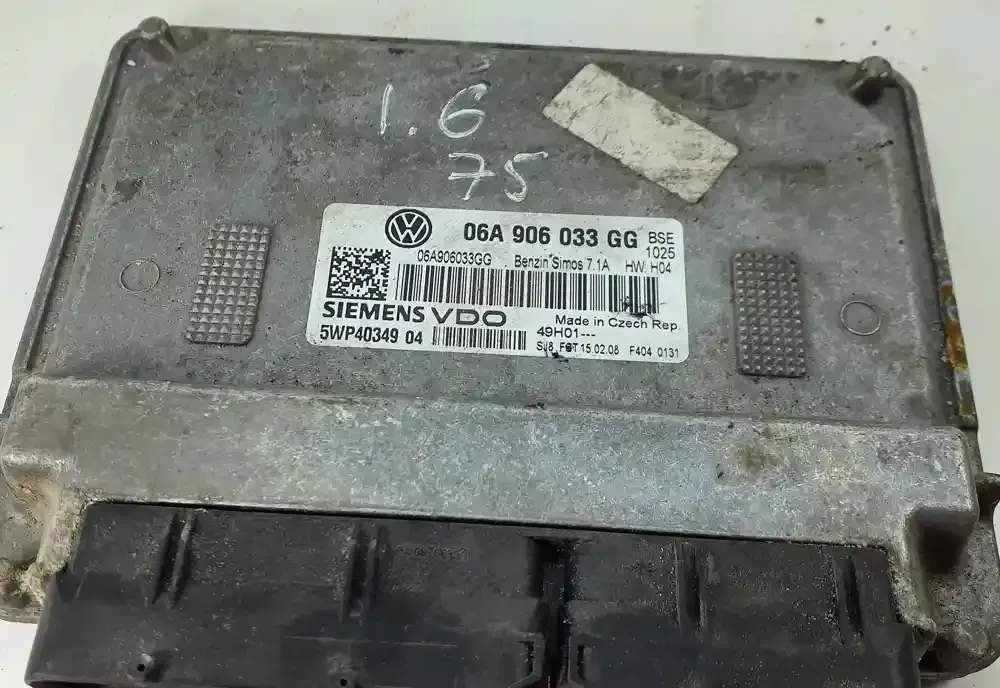 1.6
75
06A 906 033 GG BSE
1025
06A906033GG Benzin Simos 7.1A HW: H04
SIEMENS VDO Made in Czech Rep.
5WP40349 04 49H01---
SU8_FGT 15.02.08 F404 0131